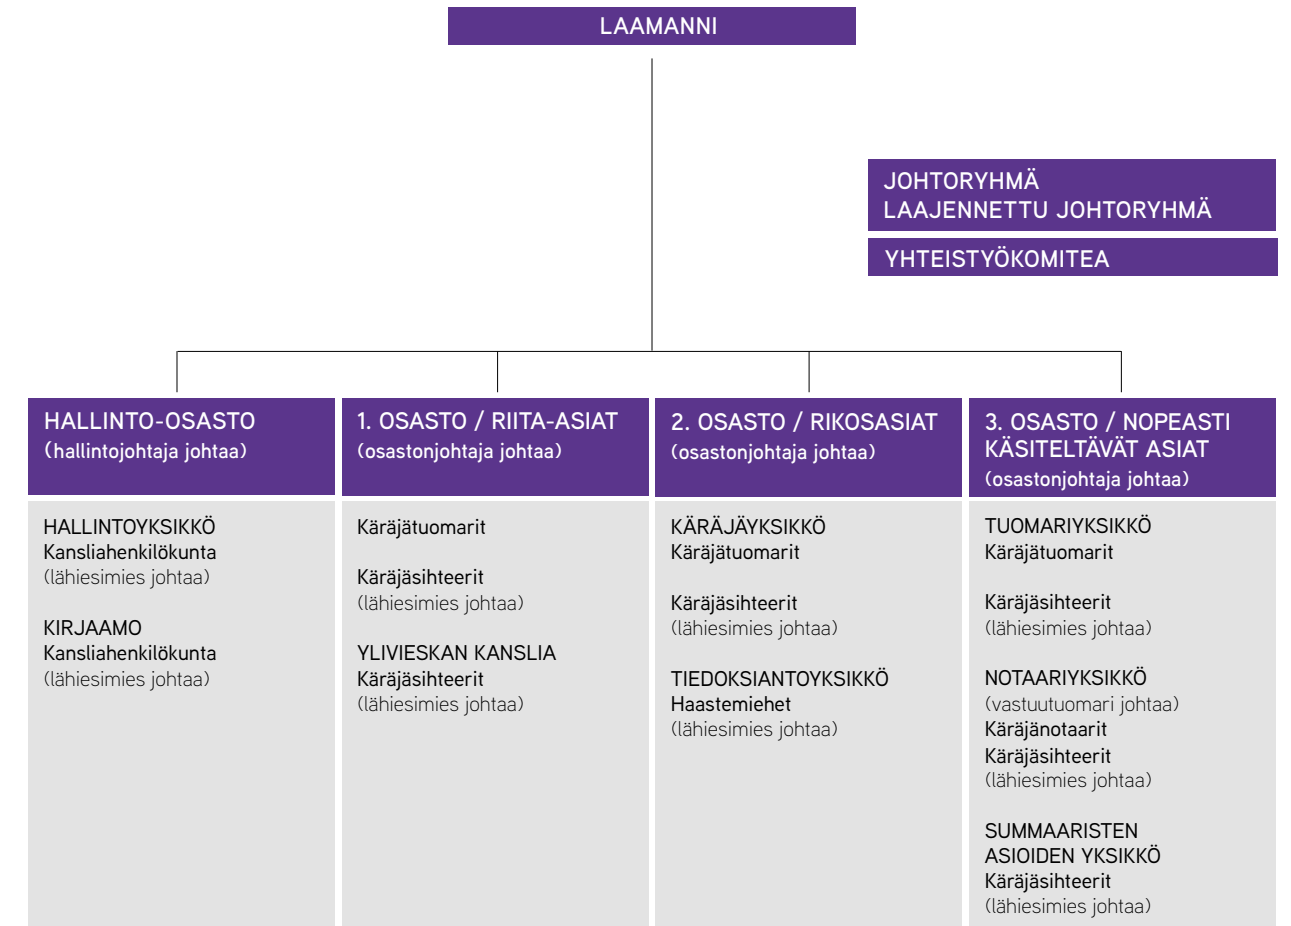 LAAMANNI
JOHTORYHMÄ
LAAJENNETTU JOHTORYHMÄ
YHTEISTYÖKOMITEA
HALLINTO-OSASTO
(hallintojohtaja johtaa)
HALLINTOYKSIKKÖ
Kansliahenkilökunta
(lähiesimies johtaa)
KIRJAAMO
Kansliahenkilökunta
(lähiesimies johtaa)
1. OSASTO / RIITA-ASIAT
(osastonjohtaja johtaa)
Käräjätuomarit
Käräjäsihteerit
(lähiesimies johtaa)
YLIVIESKAN KANSLIA
Käräjäsihteerit
(lähiesimies johtaa)
2. OSASTO / RIKOSASIAT
(osastonjohtaja johtaa)
KÄRÄJÄYKSIKKÖ
Käräjätuomarit
Käräjäsihteerit
(lähiesimies johtaa)
TIEDOKSIANTOYKSIKKÖ
Haastemiehet
(lähiesimies johtaa)
3. OSASTO / NOPEASTI
KÄSITELTÄVÄT ASIAT
(osastonjohtaja johtaa)
TUOMARIYKSIKKÖ
Käräjätuomarit
Käräjäsihteerit
(lähiesimies johtaa)
NOTAARIYKSIKKÖ
(vastuutuomari johtaa)
Käräjänotaarit
Käräjäsihteerit
(lähiesimies johtaa)
SUMMAARISTEN
ASIOIDEN YKSIKKÖ
Käräjäsihteerit
(lähiesimies johtaa)